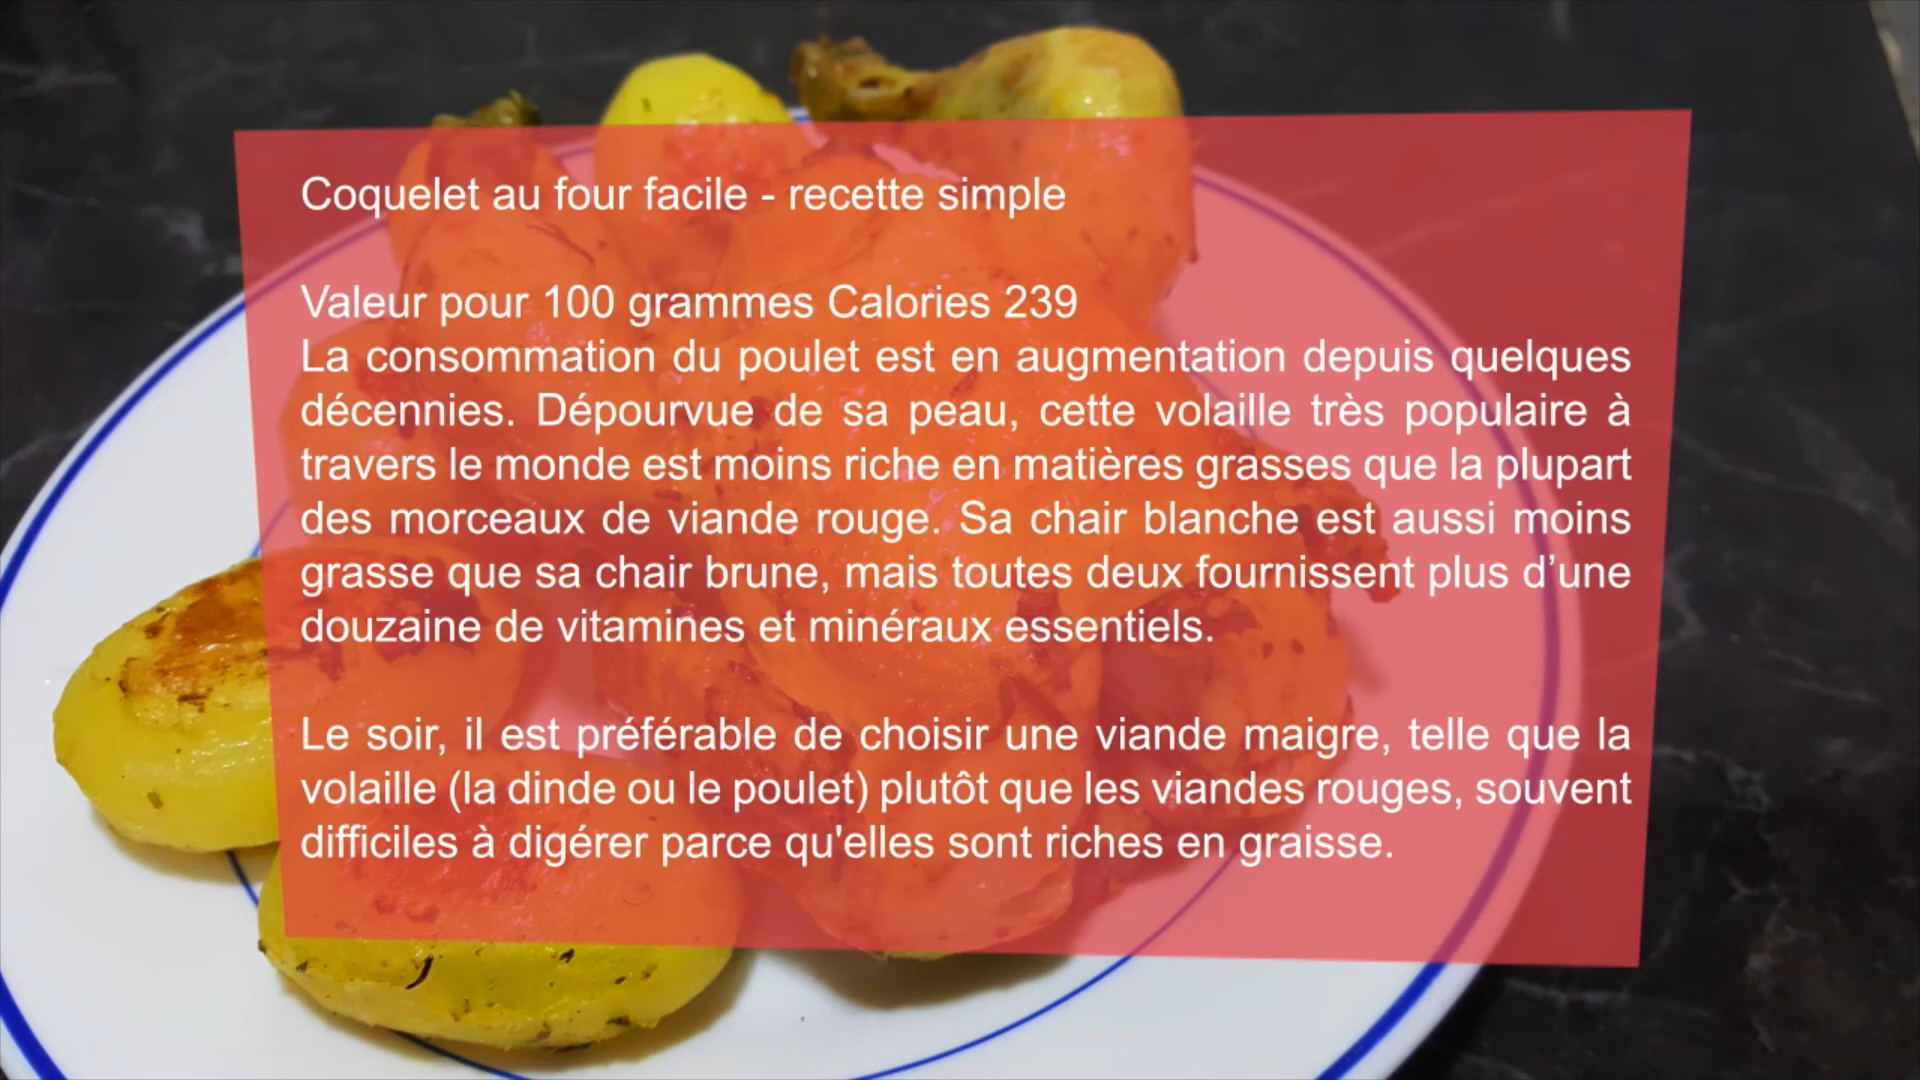 Coquelet au four facile - recette simple
Valeur pour 100 grammes Calories 239
La consommation du poulet est en augmentation depuis quelques
décennies. Dépourvue de sa peau, cette volaille très populaire à
travers le monde est moins riche en matières grasses que la plupart
des morceaux de viande rouge. Sa chair blanche est aussi moins
grasse que sa chair brune, mais toutes deux fournissent plus d’une
douzaine de vitamines et minéraux essentiels.
Le soir, il est préférable de choisir une viande maigre, telle que la
volaille (la dinde ou le poulet) plutôt que les viandes rouges, souvent
difficiles à digérer parce qu'elles sont riches en graisse.